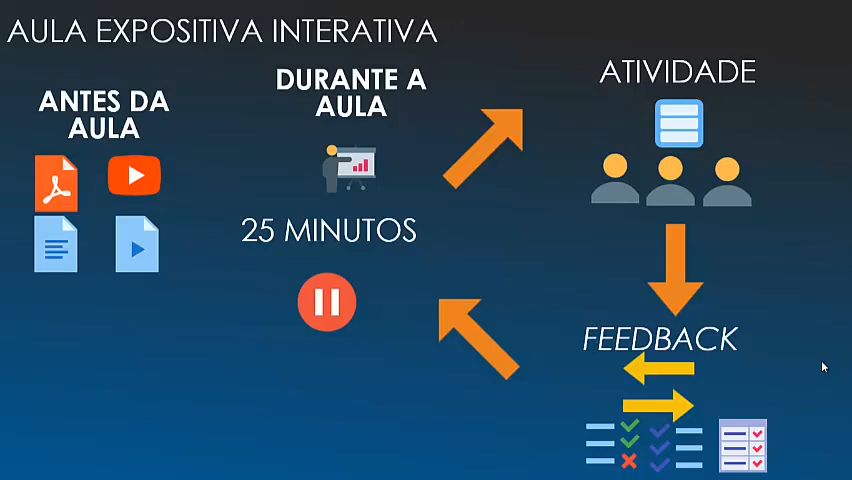 AULA EXPOSITIVA INTERATIVA
ANTES DA
AULA
DURANTE A
AULA
25 MINUTOS
ATIVIDADE
FEEDBACK